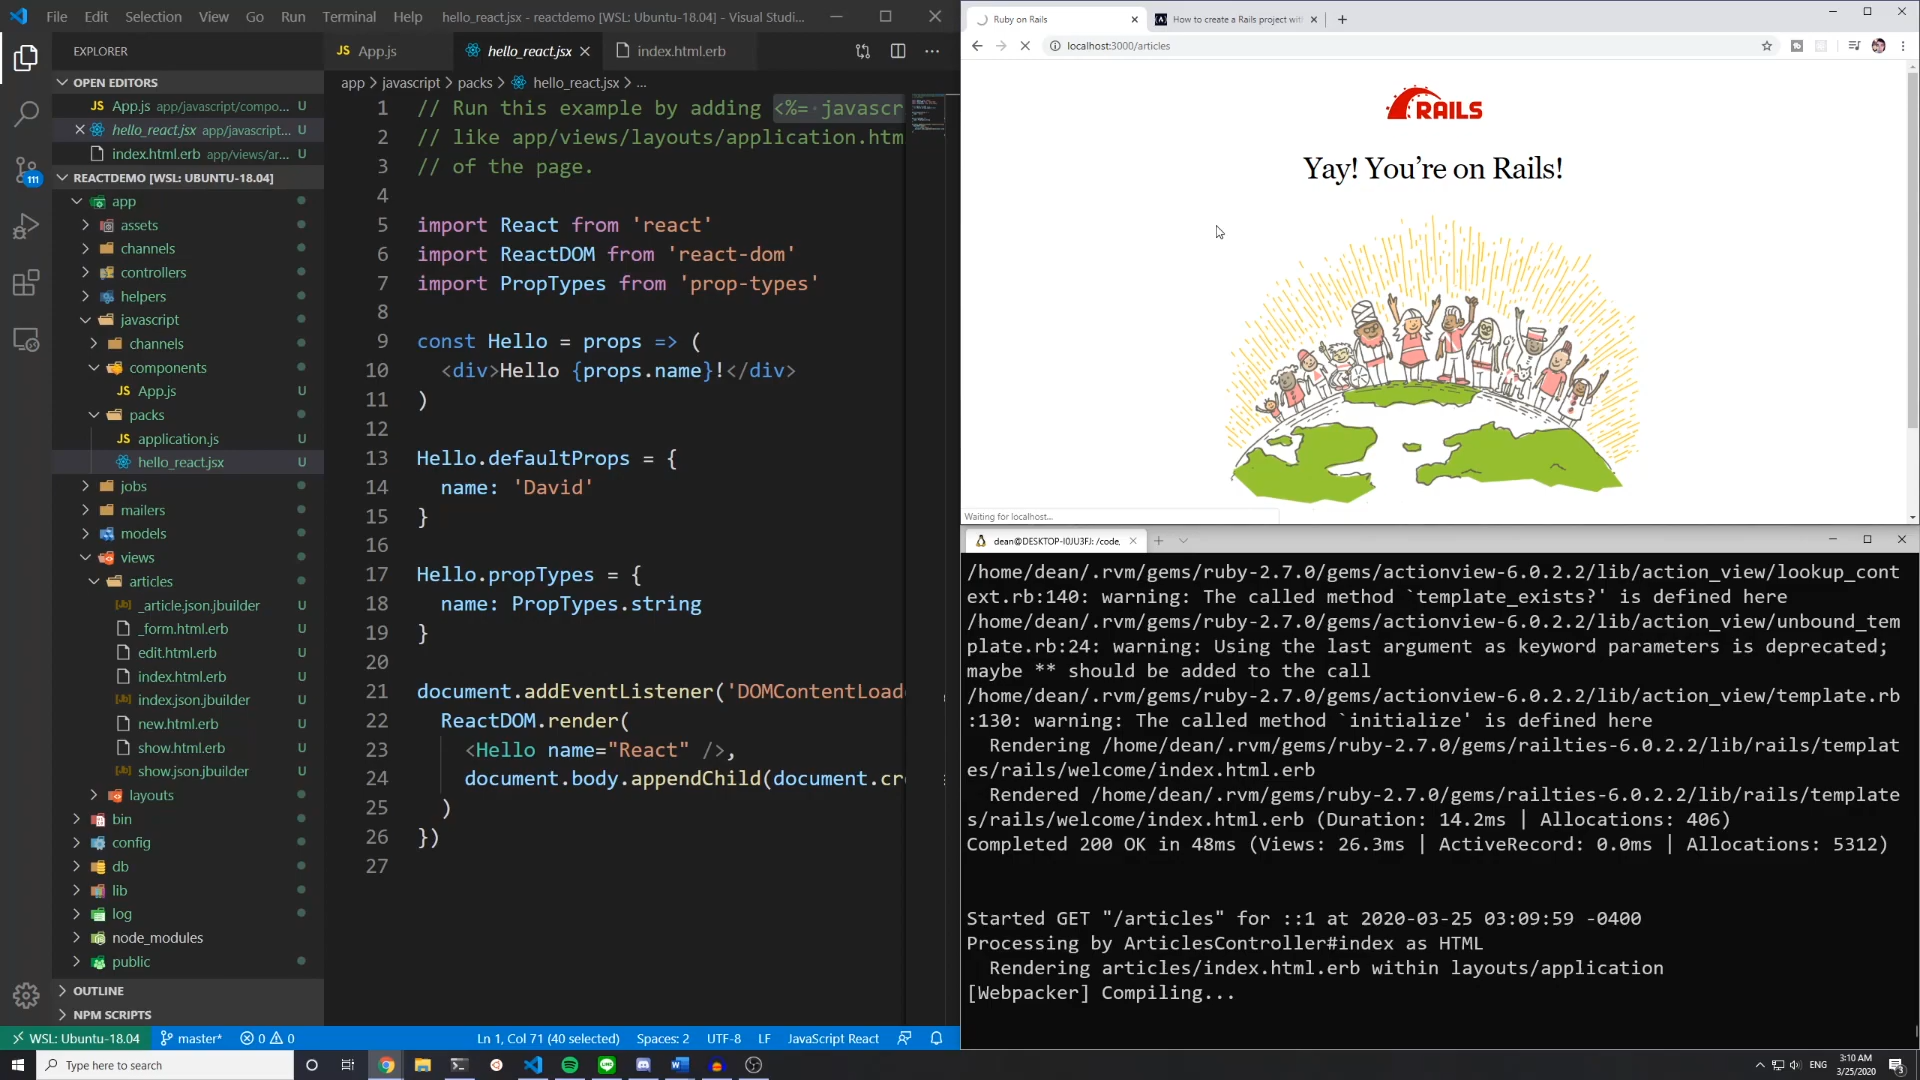 File Edit Selection View Go Run Terminal Help hello_react.jsx - reactdemo [WSL: Ubuntu-18.04] - Visual Studi...
EXPLORER
OPEN EDITORS
JS App.js app/javascript/compo... U
hello_react.jsx app/javascript... U
index.html.erb app/views/ar... U
REACTDEMO [WSL: UBUNTU-18.04]
app
assets
channels
controllers
helpers
javascript
channels
components
JS App.js U
packs
JS application.js U
hello_react.jsx U
jobs
mailers
models
views
articles
_article.json.jbuilder U
_form.html.erb U
edit.html.erb U
index.html.erb U
index.json.jbuilder U
new.html.erb U
show.html.erb U
show.json.jbuilder U
layouts
bin
config
db
lib
log
node_modules
public
OUTLINE
NPM SCRIPTS
111
JS App.js hello_react.jsx index.html.erb
app > javascript > packs > hello_react.jsx > ...
1 // Run this example by adding <%= javascr
2 // like app/views/layouts/application.htm
3 // of the page.
4
5 import React from 'react'
6 import ReactDOM from 'react-dom'
7 import PropTypes from 'prop-types'
8
9 const Hello = props => (
10 <div>Hello {props.name}!</div>
11 )
12
13 Hello.defaultProps = {
14 name: 'David'
15 }
16
17 Hello.propTypes = {
18 name: PropTypes.string
19 }
20
21 document.addEventListener('DOMContentLoad
22 ReactDOM.render(
23 <Hello name="React" />,
24 document.body.appendChild(document.cr
25 )
26 })
27
WSL: Ubuntu-18.04 master* 0 0 Ln 1, Col 71 (40 selected) Spaces: 2 UTF-8 LF JavaScript React
Ruby on Rails How to create a Rails project wit
localhost:3000/articles
RAILS
Yay! You’re on Rails!
Waiting for localhost...
dean@DESKTOP-I0JU3FJ: /code,
/home/dean/.rvm/gems/ruby-2.7.0/gems/actionview-6.0.2.2/lib/action_view/lookup_cont
ext.rb:140: warning: The called method `template_exists?' is defined here
/home/dean/.rvm/gems/ruby-2.7.0/gems/actionview-6.0.2.2/lib/action_view/unbound_tem
plate.rb:24: warning: Using the last argument as keyword parameters is deprecated;
maybe ** should be added to the call
/home/dean/.rvm/gems/ruby-2.7.0/gems/actionview-6.0.2.2/lib/action_view/template.rb
:130: warning: The called method `initialize' is defined here
Rendering /home/dean/.rvm/gems/ruby-2.7.0/gems/railties-6.0.2.2/lib/rails/templat
es/rails/welcome/index.html.erb
Rendered /home/dean/.rvm/gems/ruby-2.7.0/gems/railties-6.0.2.2/lib/rails/template
s/rails/welcome/index.html.erb (Duration: 14.2ms | Allocations: 406)
Completed 200 OK in 48ms (Views: 26.3ms | ActiveRecord: 0.0ms | Allocations: 5312)
Started GET "/articles" for ::1 at 2020-03-25 03:09:59 -0400
Processing by ArticlesController#index as HTML
Rendering articles/index.html.erb within layouts/application
[Webpacker] Compiling...
Type here to search
ENG
3:10 AM
3/25/2020
3